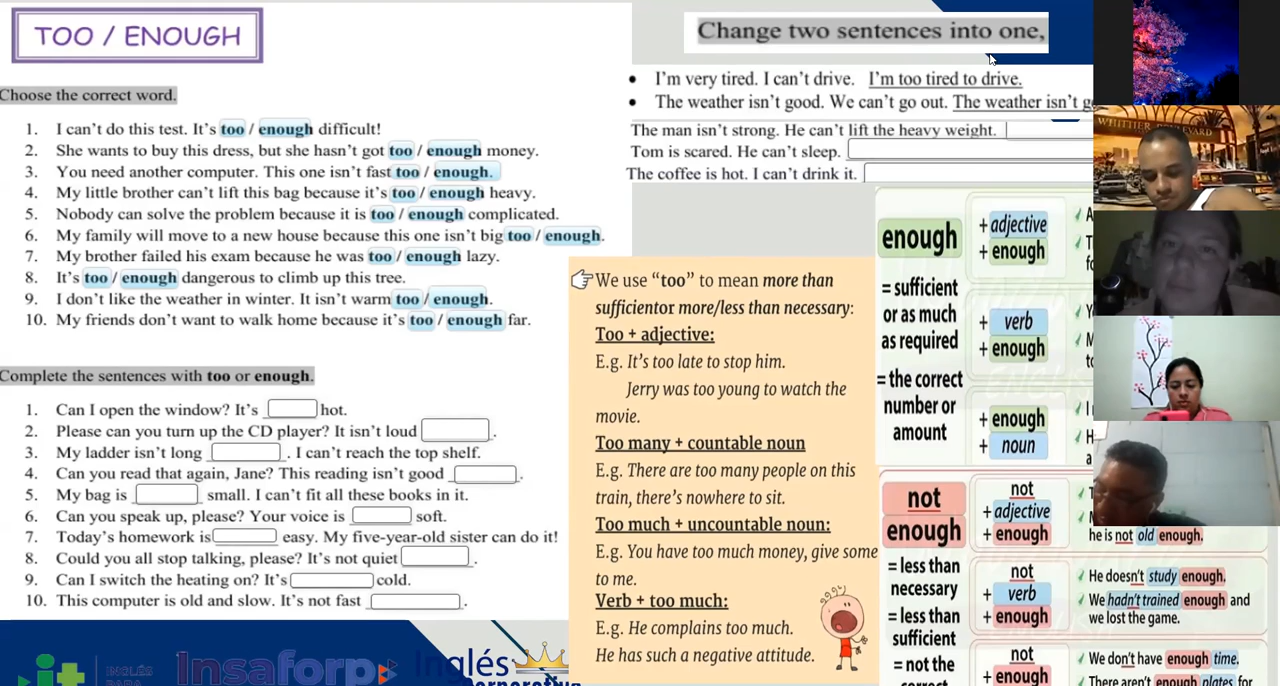 TOO / ENOUGH
Choose the correct word.
1. I can't do this test. It's too / enough difficult!
2. She wants to buy this dress, but she hasn't got too / enough money.
3. You need another computer. This one isn't fast too / enough.
4. My little brother can't lift this bag because it's too / enough heavy.
5. Nobody can solve the problem because it is too / enough complicated.
6. My family will move to a new house because this one isn't big too / enough.
7. My brother failed his exam because he was too / enough lazy.
8. It's too / enough dangerous to climb up this tree.
9. I don't like the weather in winter. It isn't warm too / enough.
10. My friends don't want to walk home because it's too / enough far.
Complete the sentences with too or enough.
1. Can I open the window? It's hot.
2. Please can you turn up the CD player? It isn't loud .
3. My ladder isn't long . I can't reach the top shelf.
4. Can you read that again, Jane? This reading isn't good .
5. My bag is small. I can't fit all these books in it.
6. Can you speak up, please? Your voice is soft.
7. Today's homework is easy. My five-year-old sister can do it!
8. Could you all stop talking, please? It's not quiet .
9. Can I switch the heating on? It's cold.
10. This computer is old and slow. It's not fast .
Change two sentences into one,
• I'm very tired. I can't drive. I'm too tired to drive.
• The weather isn't good. We can't go out. The weather isn't
The man isn't strong. He can't lift the heavy weight.
Tom is scared. He can't sleep.
The coffee is hot. I can't drink it.
We use "too" to mean more than
sufficientor more/less than necessary:
Too + adjective:
E.g. It's too late to stop him.
Jerry was too young to watch the
movie.
Too many + countable noun
E.g. There are too many people on this
train, there's nowhere to sit.
Too much + uncountable noun:
E.g. You have too much money, give some
to me.
Verb + too much:
E.g. He complains too much.
He has such a negative attitude.
enough
= sufficient
or as much
as required
= the correct
number or
amount
+ adjective
+ enough
+ verb
+ enough
+ enough
+ noun
not
enough
= less than
necessary
= less than
sufficient
= not the
not
+ adjective
+ enough
he is not old enough.
not
+ verb
+ enough
✓ He doesn't study enough.
✓ We hadn't trained enough and
we lost the game.
not
+ enough
✓ We don't have enough time.
✓ There aren't enough plates for
INGLÉS
PARA
Insaforp
Inglés
Corporativo
WHITTIER BOULEVARD